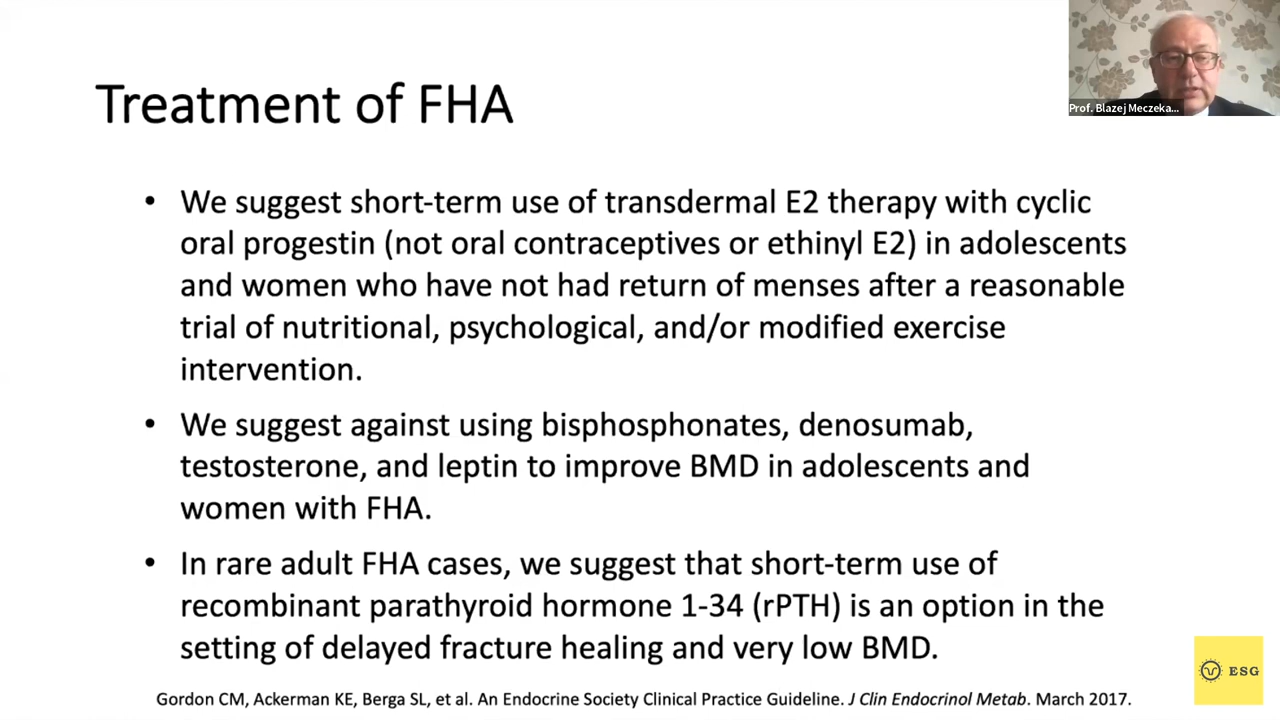 Treatment of FHA
Prof. Blazej Meczeka...
• We suggest short-term use of transdermal E2 therapy with cyclic
oral progestin (not oral contraceptives or ethinyl E2) in adolescents
and women who have not had return of menses after a reasonable
trial of nutritional, psychological, and/or modified exercise
intervention.
• We suggest against using bisphosphonates, denosumab,
testosterone, and leptin to improve BMD in adolescents and
women with FHA.
• In rare adult FHA cases, we suggest that short-term use of
recombinant parathyroid hormone 1-34 (rPTH) is an option in the
setting of delayed fracture healing and very low BMD.
ESG
Gordon CM, Ackerman KE, Berga SL, et al. An Endocrine Society Clinical Practice Guideline. J Clin Endocrinol Metab. March 2017.